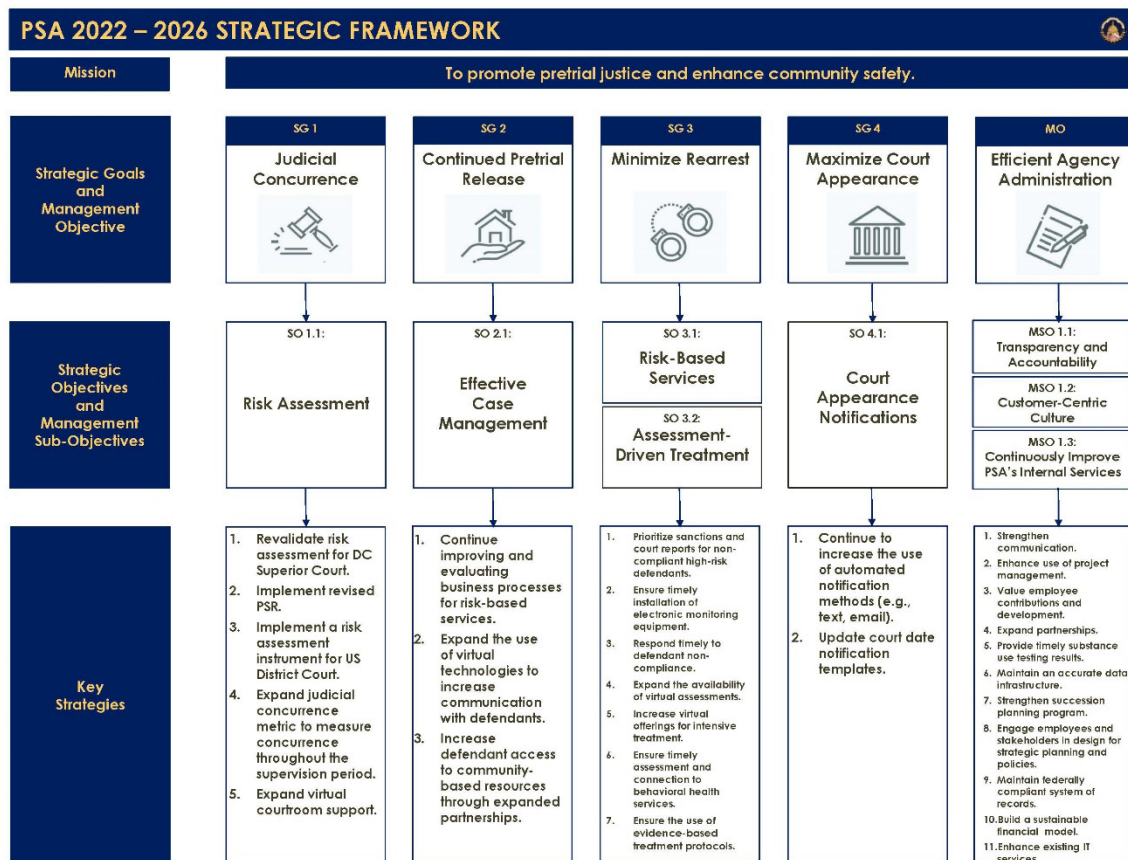 PSA 2022 – 2026 STRATEGIC FRAMEWORK
Mission
To promote pretrial justice and enhance community safety.
Strategic Goals
and
Management
Objective
SG 1
Judicial
Concurrence
SG 2
Continued Pretrial
Release
SG 3
Minimize Rearrest
SG 4
Maximize Court
Appearance
MO
Efficient Agency
Administration
Strategic
Objectives
and
Management
Sub-Objectives
SO 1.1:
Risk Assessment
SO 2.1:
Effective
Case
Management
SO 3.1:
Risk-Based
Services
SO 3.2:
Assessment-
Driven Treatment
SO 4.1:
Court
Appearance
Notifications
MSO 1.1:
Transparency and
Accountability
MSO 1.2:
Customer-Centric
Culture
MSO 1.3:
Continuously Improve
PSA's Internal Services
Key
Strategies
1. Revalidate risk
assessment for DC
Superior Court.
2. Implement revised
PSR.
3. Implement a risk
assessment
instrument for US
District Court.
4. Expand judicial
concurrence
metric to measure
concurrence
throughout the
supervision period.
5. Expand virtual
courtroom support.
1. Continue
improving and
evaluating
business processes
for risk-based
services.
2. Expand the use
of virtual
technologies to
increase
communication
with defendants.
3. Increase
defendant access
to community-
based resources
through expanded
partnerships.
1. Prioritize sanctions and
court reports for non-
compliant high-risk
defendants.
2. Ensure timely
installation of
electronic monitoring
equipment.
3. Respond timely to
defendant non-
compliance.
4. Expand the availability
of virtual assessments.
5. Increase virtual
offerings for intensive
treatment.
6. Ensure timely
assessment and
connection to
behavioral health
services.
7. Ensure the use of
evidence-based
treatment protocols.
1. Continue to
increase the use
of automated
notification
methods (e.g.,
text, email).
2. Update court date
notification
templates.
1. Strengthen
communication.
2. Enhance use of project
management.
3. Value employee
contributions and
development.
4. Expand partnerships.
5. Provide timely substance
use testing results.
6. Maintain an accurate data
infrastructure.
7. Strengthen succession
planning program.
8. Engage employees and
stakeholders in design for
strategic planning and
policies.
9. Maintain federally
compliant system of
records.
10. Build a sustainable
financial model.
11. Enhance existing IT
services.